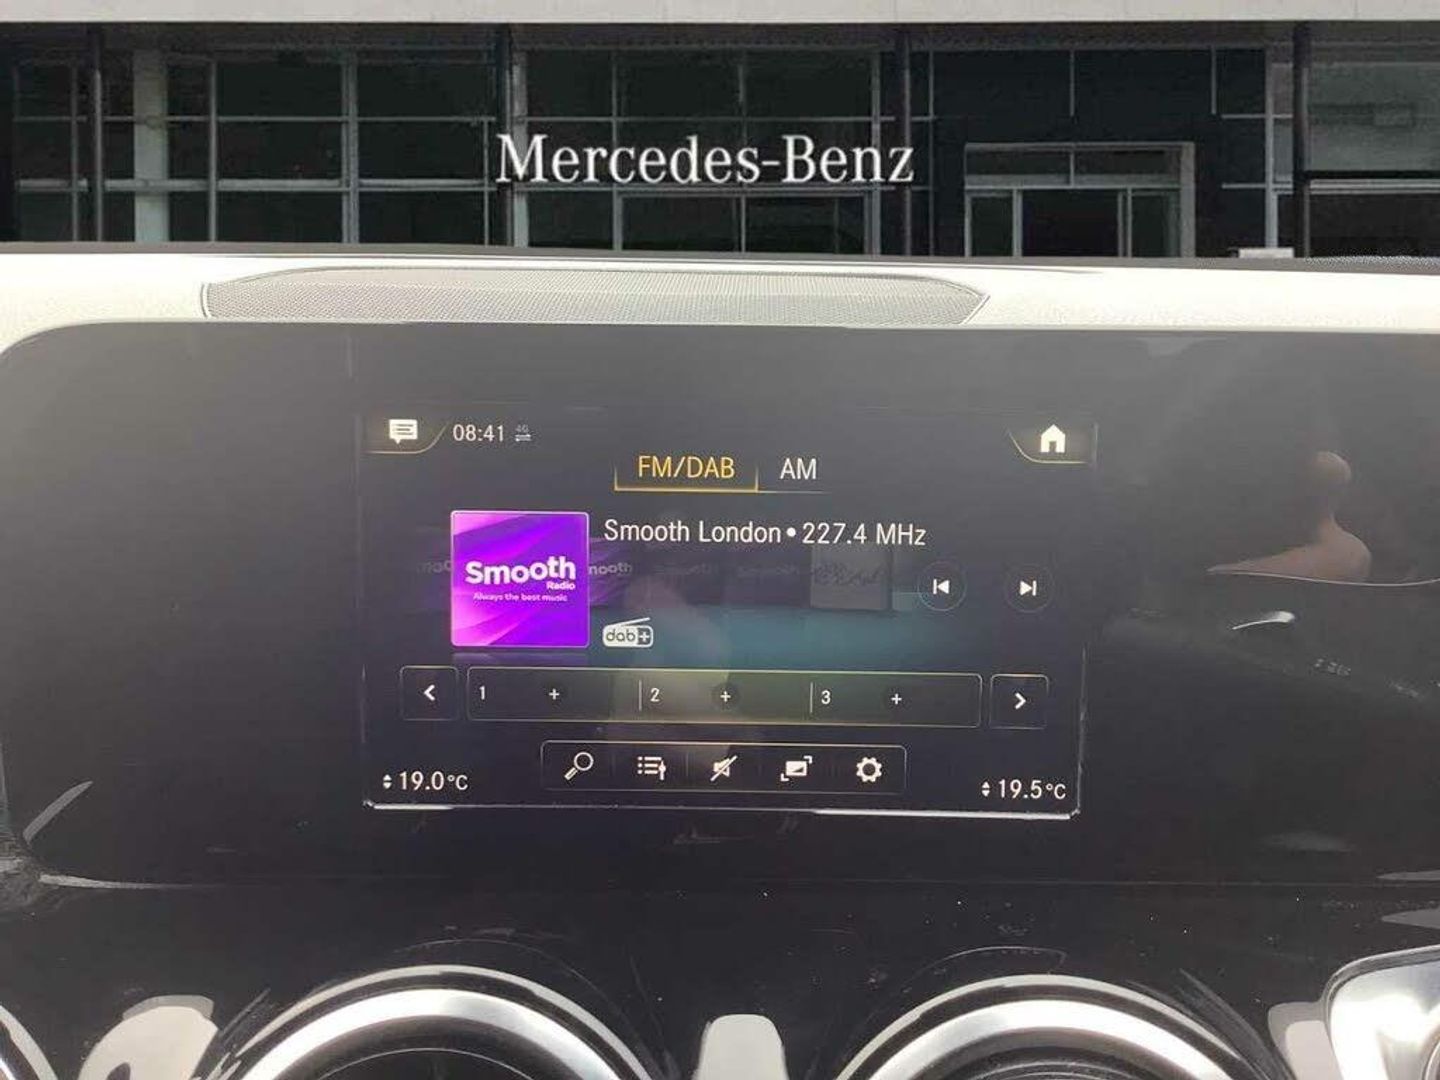 Mercedes-Benz
08:41 4G
FM/DAB AM
Smooth London • 227.4 MHz
Smooth
Radio
Always the best music
dab+
1 + 2 + 3 +
19.0°C
19.5°C